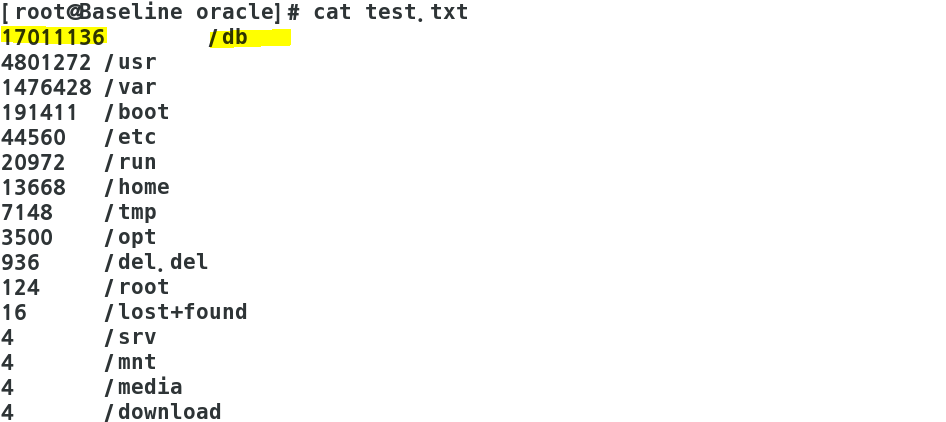 [root@Baseline oracle]# cat test.txt
17011136 /db
4801272 /usr
1476428 /var
191411 /boot
44560 /etc
20972 /run
13668 /home
7148 /tmp
3500 /opt
936 /del.del
124 /root
16 /lost+found
4 /srv
4 /mnt
4 /media
4 /download